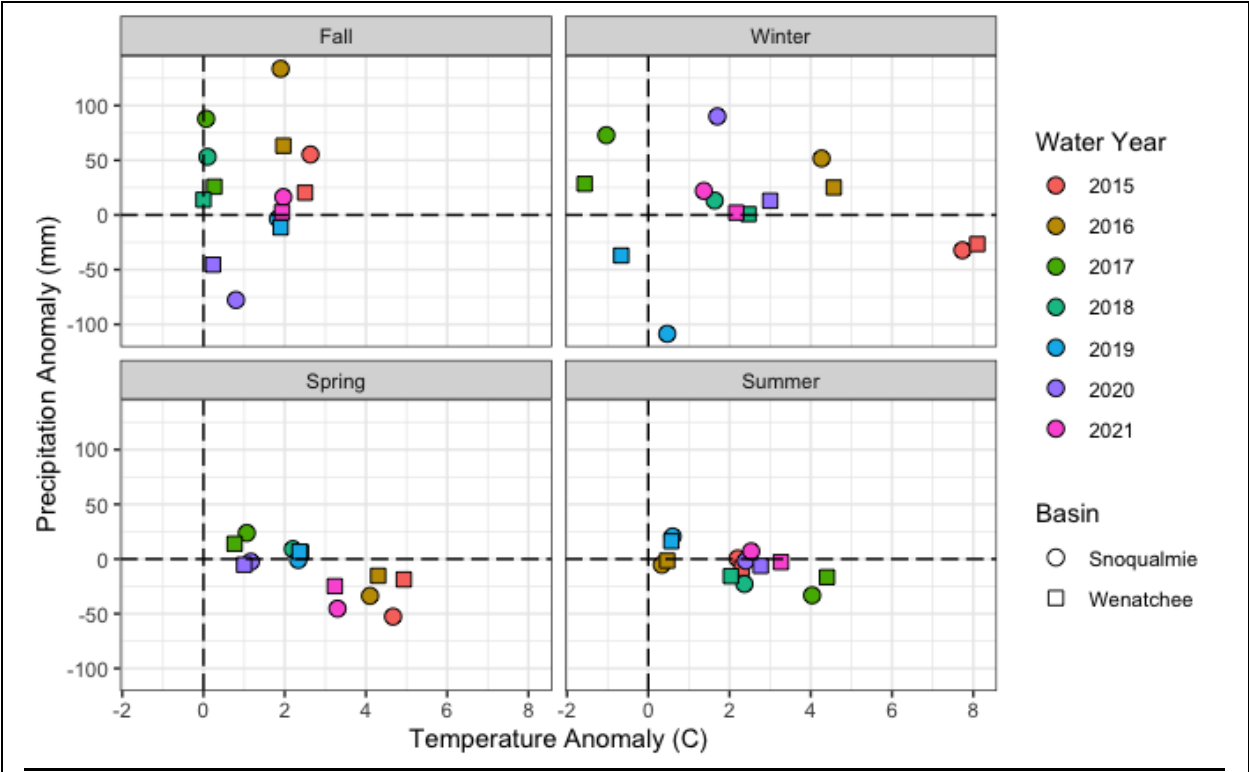 Fall
Winter
Water Year
2015
2016
2017
2018
2019
2020
2021
Basin
Snoqualmie
Wenatchee
Precipitation Anomaly (mm)
100
50
0
-50
-100
Spring
Summer
100
50
0
-50
-100
-2 0 2 4 6 8
-2 0 2 4 6 8
Temperature Anomaly (C)